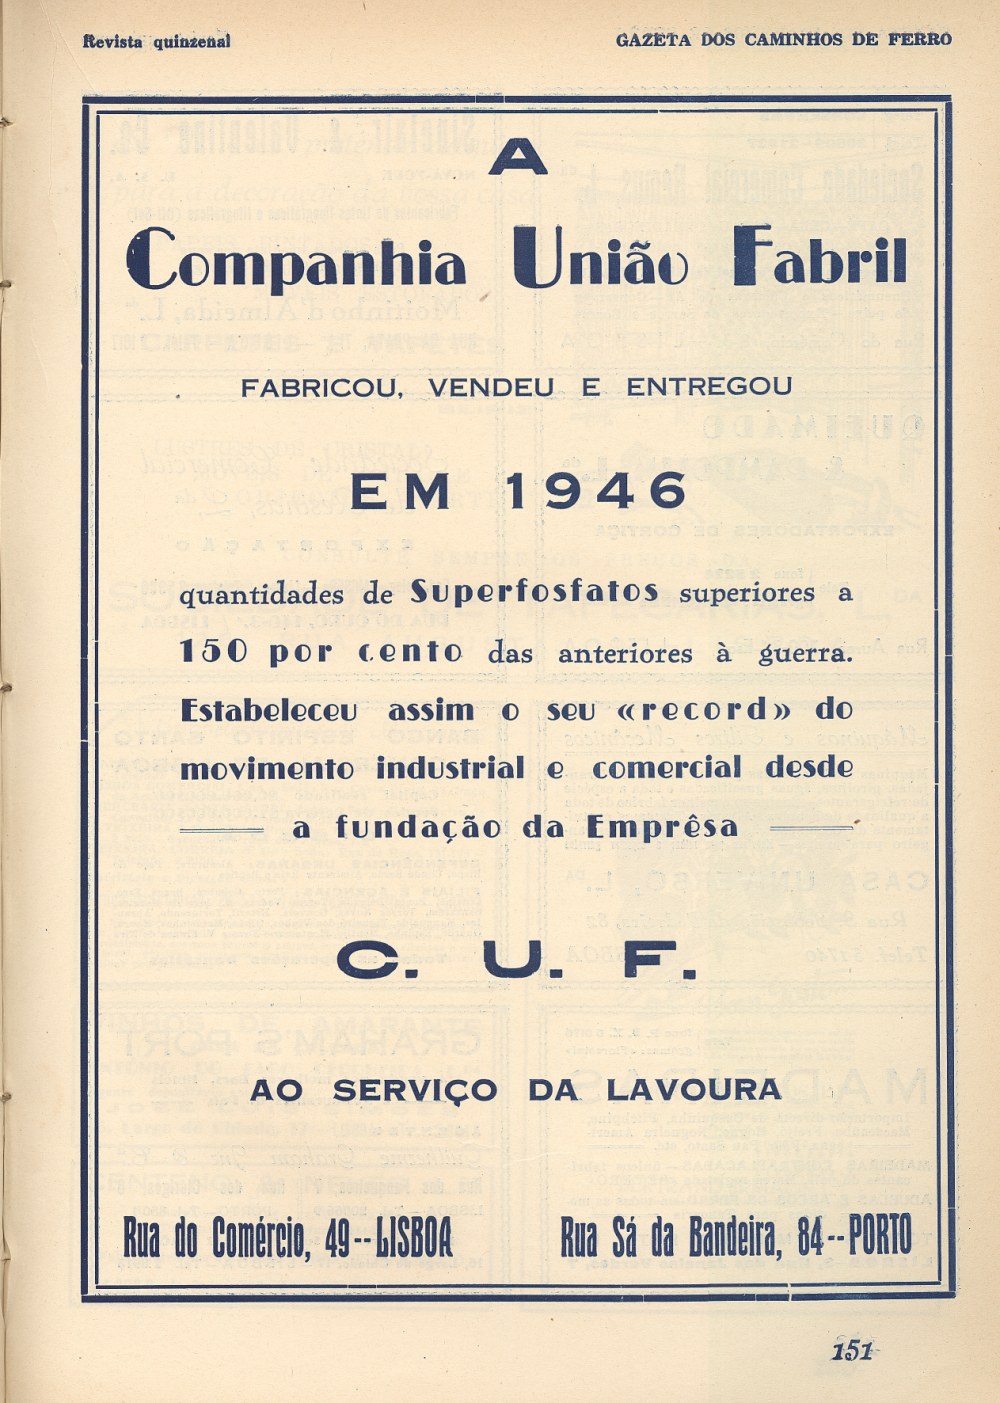 Revista quinzenal
GAZETA DOS CAMINHOS DE FERRO
A
Companhia União Fabril
FABRICOU, VENDEU E ENTREGOU
EM 1946
quantidades de Superfosfatos superiores a
150 por cento das anteriores à guerra.
Estabeleceu assim o seu «record» do
movimento industrial e comercial desde
a fundação da Emprêsa
C. U. F.
AO SERVIÇO DA LAVOURA
Rua do Comércio, 49--LISBOA
Rua Sá da Bandeira, 84--PORTO
151